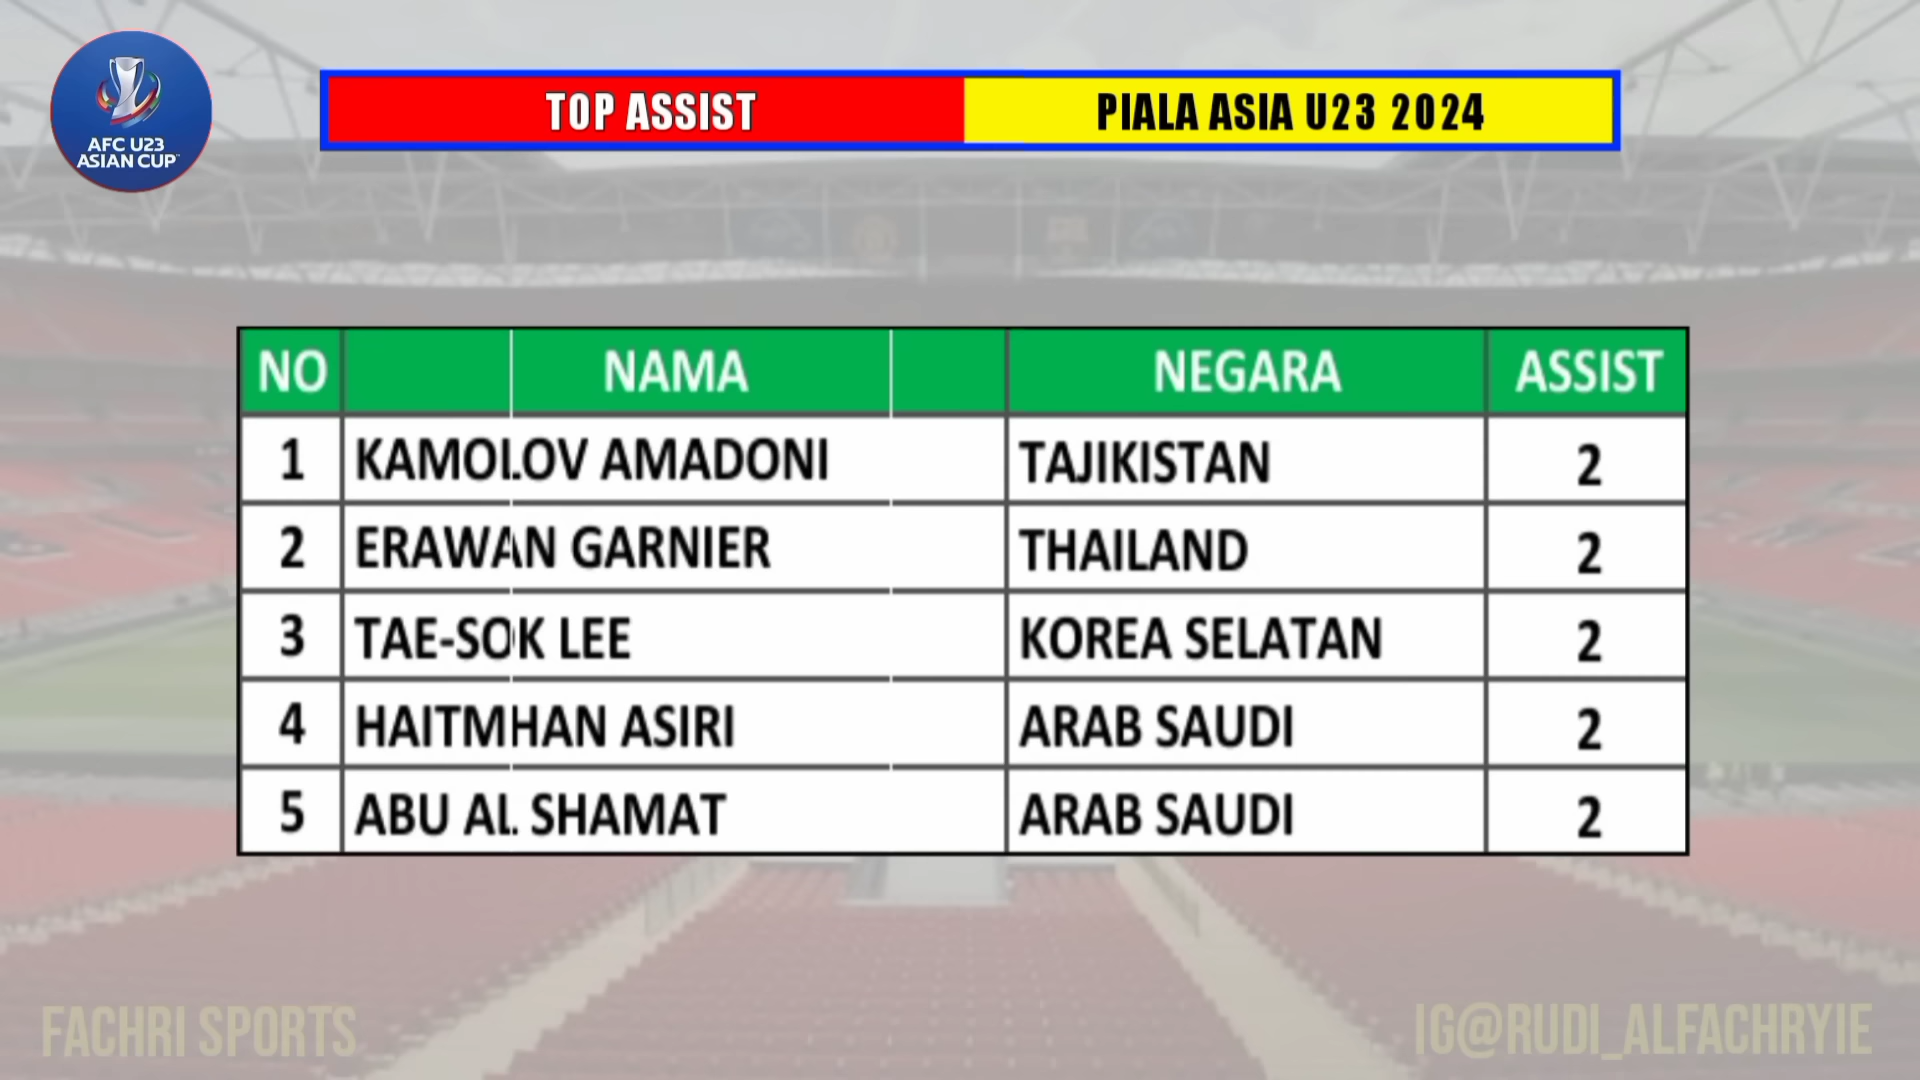 AFC U23
ASIAN CUP
TOP ASSIST PIALA ASIA U23 2024
NO NAMA NEGARA ASSIST
1 KAMOLOV AMADONI TAJIKISTAN 2
2 ERAWAN GARNIER THAILAND 2
3 TAE-SOK LEE KOREA SELATAN 2
4 HAITMHAN ASIRI ARAB SAUDI 2
5 ABU AL SHAMAT ARAB SAUDI 2
FACHRI SPORTS IG@RUDI_ALFACHRYIE